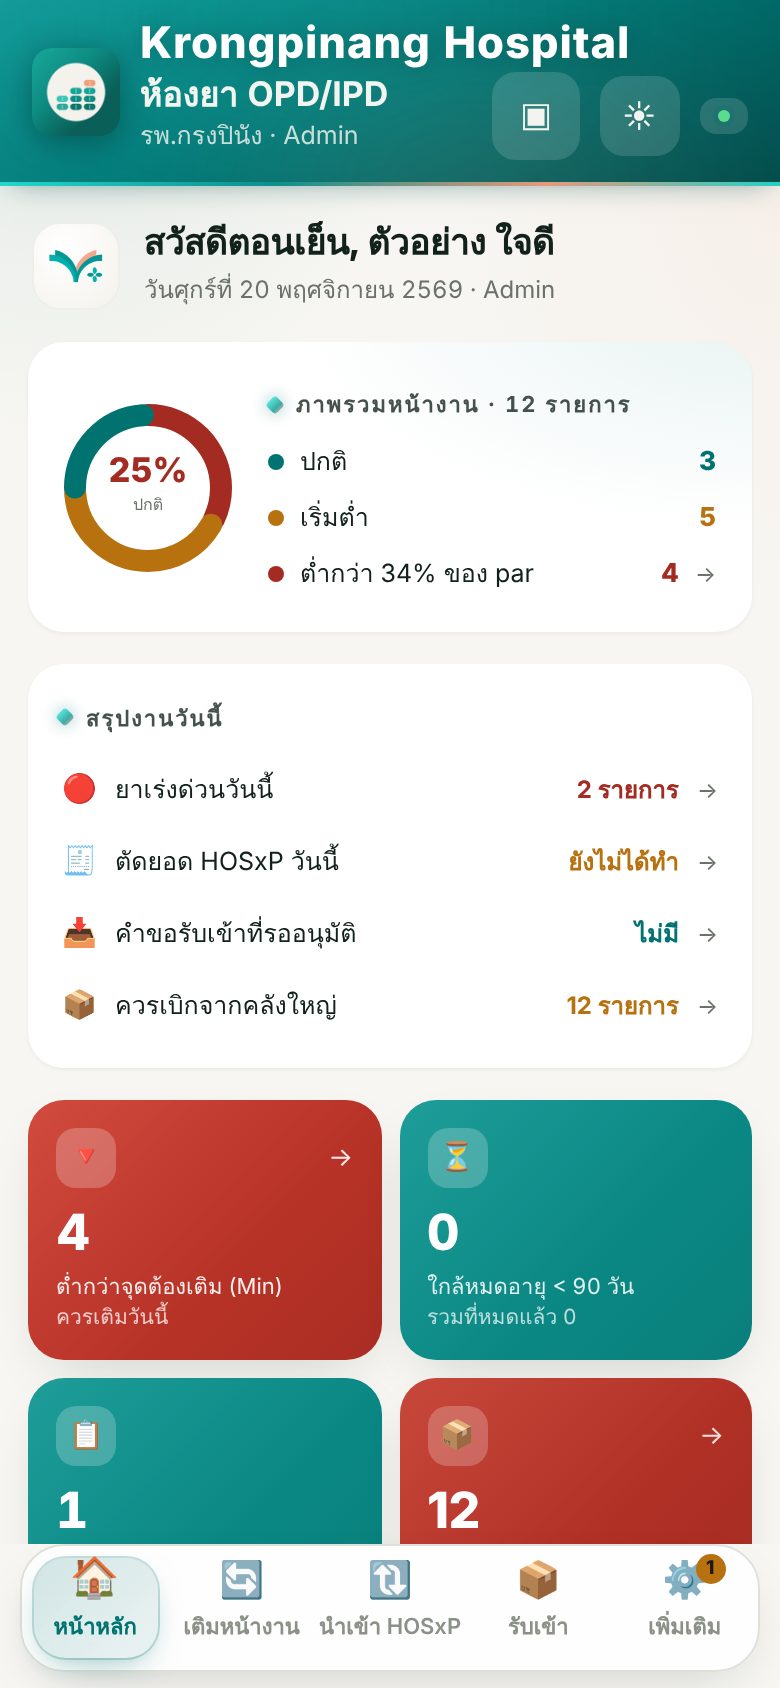 Krongpinang Hospital
ห้องยา OPD/IPD
รพ.กรงปินัง · Admin
สวัสดีตอนเย็น, ตัวอย่าง ใจดี
วันศุกร์ที่ 20 พฤศจิกายน 2569 · Admin
25%
ปกติ
ภาพรวมหน้างาน · 12 รายการ
ปกติ 3
เริ่มต่ำ 5
ต่ำกว่า 34% ของ par 4 →
สรุปงานวันนี้
ยาเร่งด่วนวันนี้ 2 รายการ →
ตัดยอด HOSxP วันนี้ ยังไม่ได้ทำ →
คำขอรับเข้าที่รออนุมัติ ไม่มี →
ควรเบิกจากคลังใหญ่ 12 รายการ →
→
4
ต่ำกว่าจุดต้องเติม (Min)
ควรเติมวันนี้
0
ใกล้หมดอายุ < 90 วัน
รวมที่หมดแล้ว 0
1
→
12
หน้าหลัก
เติมหน้างาน
นำเข้า HOSxP
รับเข้า
1
เพิ่มเติม